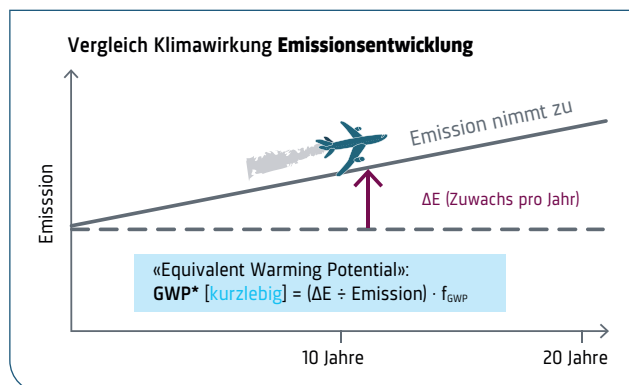 Vergleich Klimawirkung Emissionsentwicklung
Emisssion
Emission nimmt zu
ΔE (Zuwachs pro Jahr)
«Equivalent Warming Potential»:
GWP* [kurzlebig] = (ΔE ÷ Emission) · fGWP
10 Jahre
20 Jahre